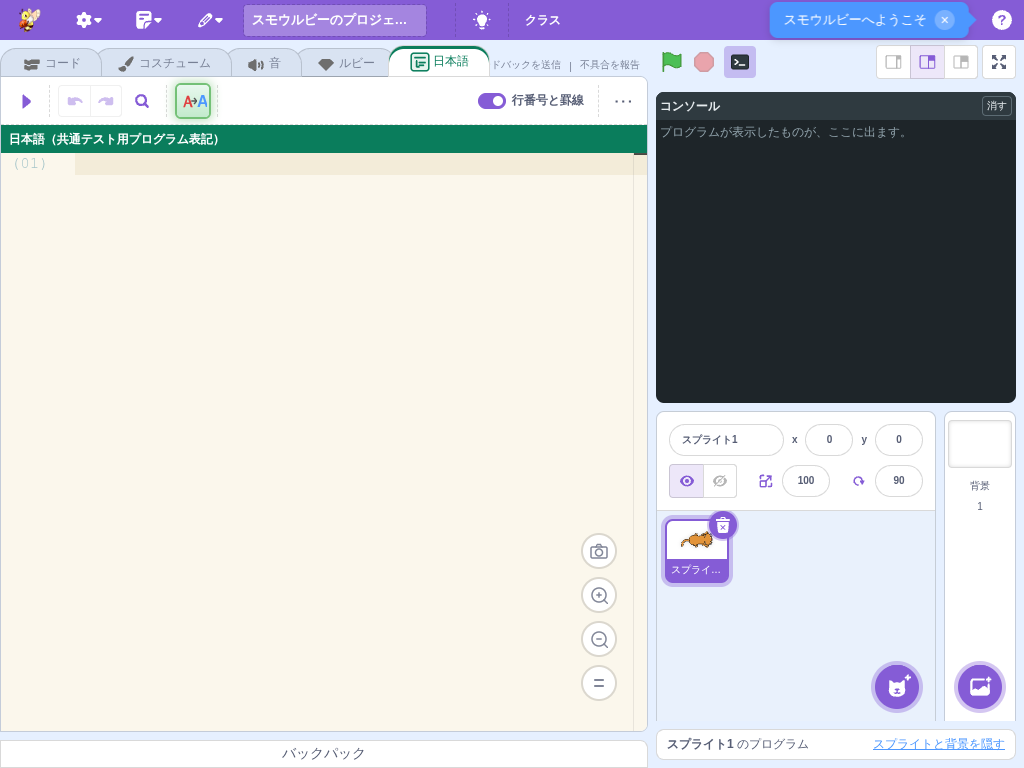 スモウルビーのプロジェ…
クラス
スモウルビーへようこそ
コード
コスチューム
音
ルビー
日本語
ドバックを送信 | 不具合を報告
行番号と罫線
日本語（共通テスト用プログラム表記）
(01)
バックパック
コンソール
消す
プログラムが表示したものが、ここに出ます。
スプライト1
x
0
y
0
100
90
スプライ…
背景
1
スプライト1 のプログラム
スプライトと背景を隠す